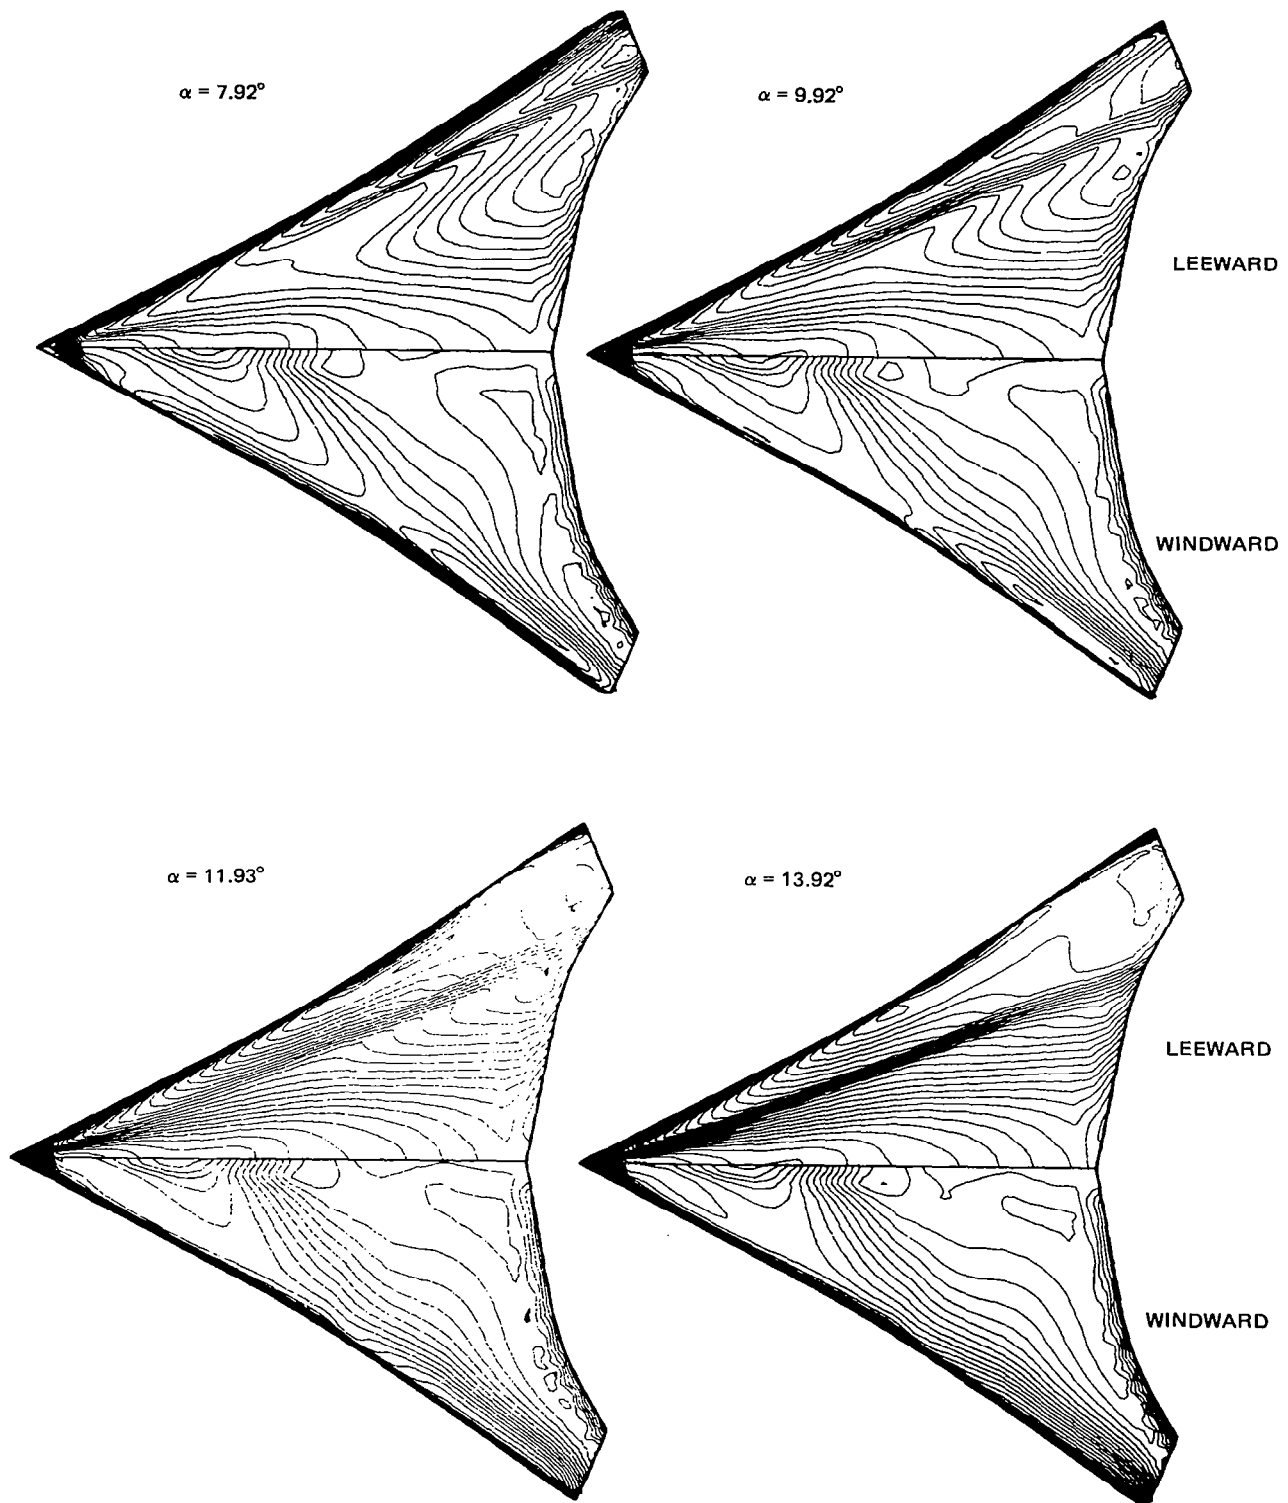 α = 7.92°
α = 9.92°
LEEWARD
WINDWARD
α = 11.93°
α = 13.92°
LEEWARD
WINDWARD